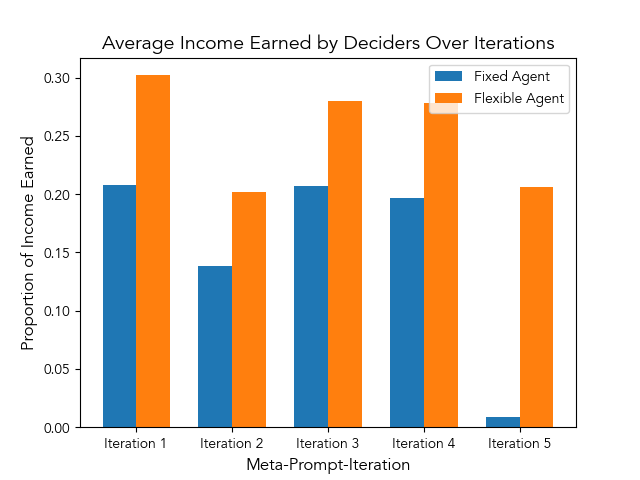 Average Income Earned by Deciders Over Iterations
Fixed Agent
Flexible Agent
Proportion of Income Earned
0.30
0.25
0.20
0.15
0.10
0.05
0.00
Iteration 1
Iteration 2
Iteration 3
Iteration 4
Iteration 5
Meta-Prompt-Iteration